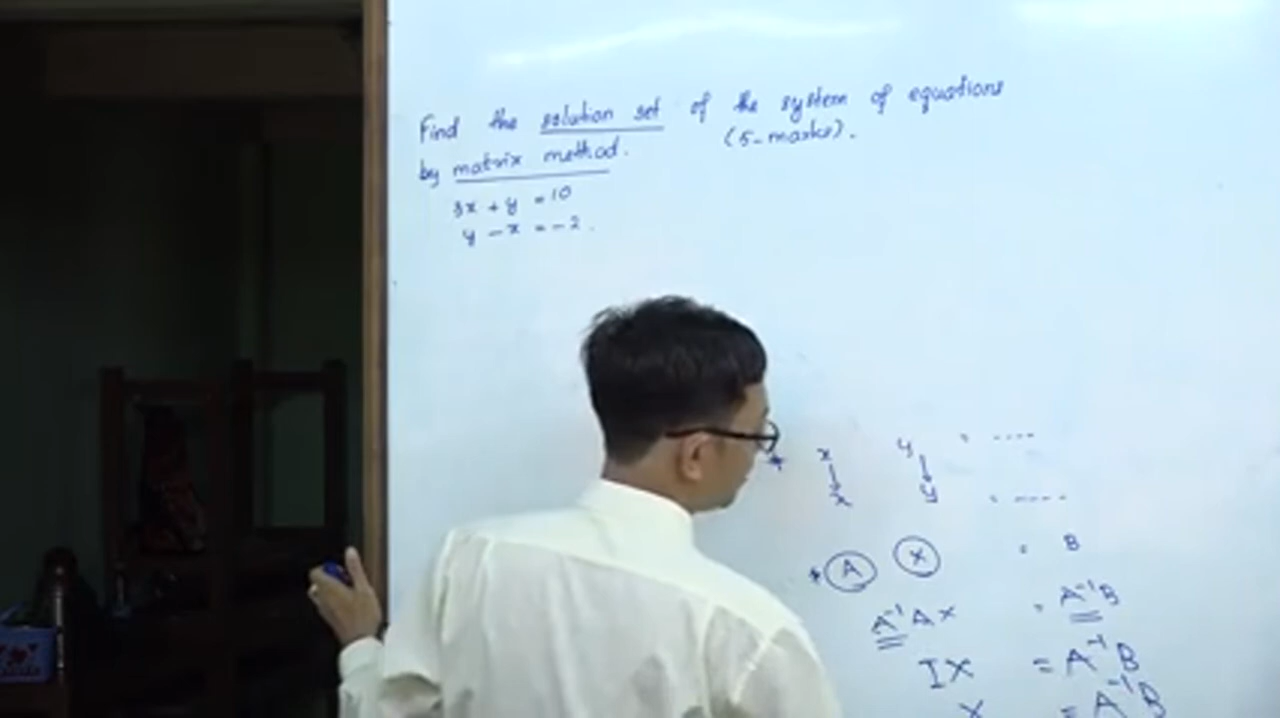 Find the solution set of the system of equations
by matrix method. (5-marks).
3x + y = 10
y - x = -2.
* x y = ....
x y = ....
* A X = B
A⁻¹AX = A⁻¹B
IX = A⁻¹B
X = A⁻¹B